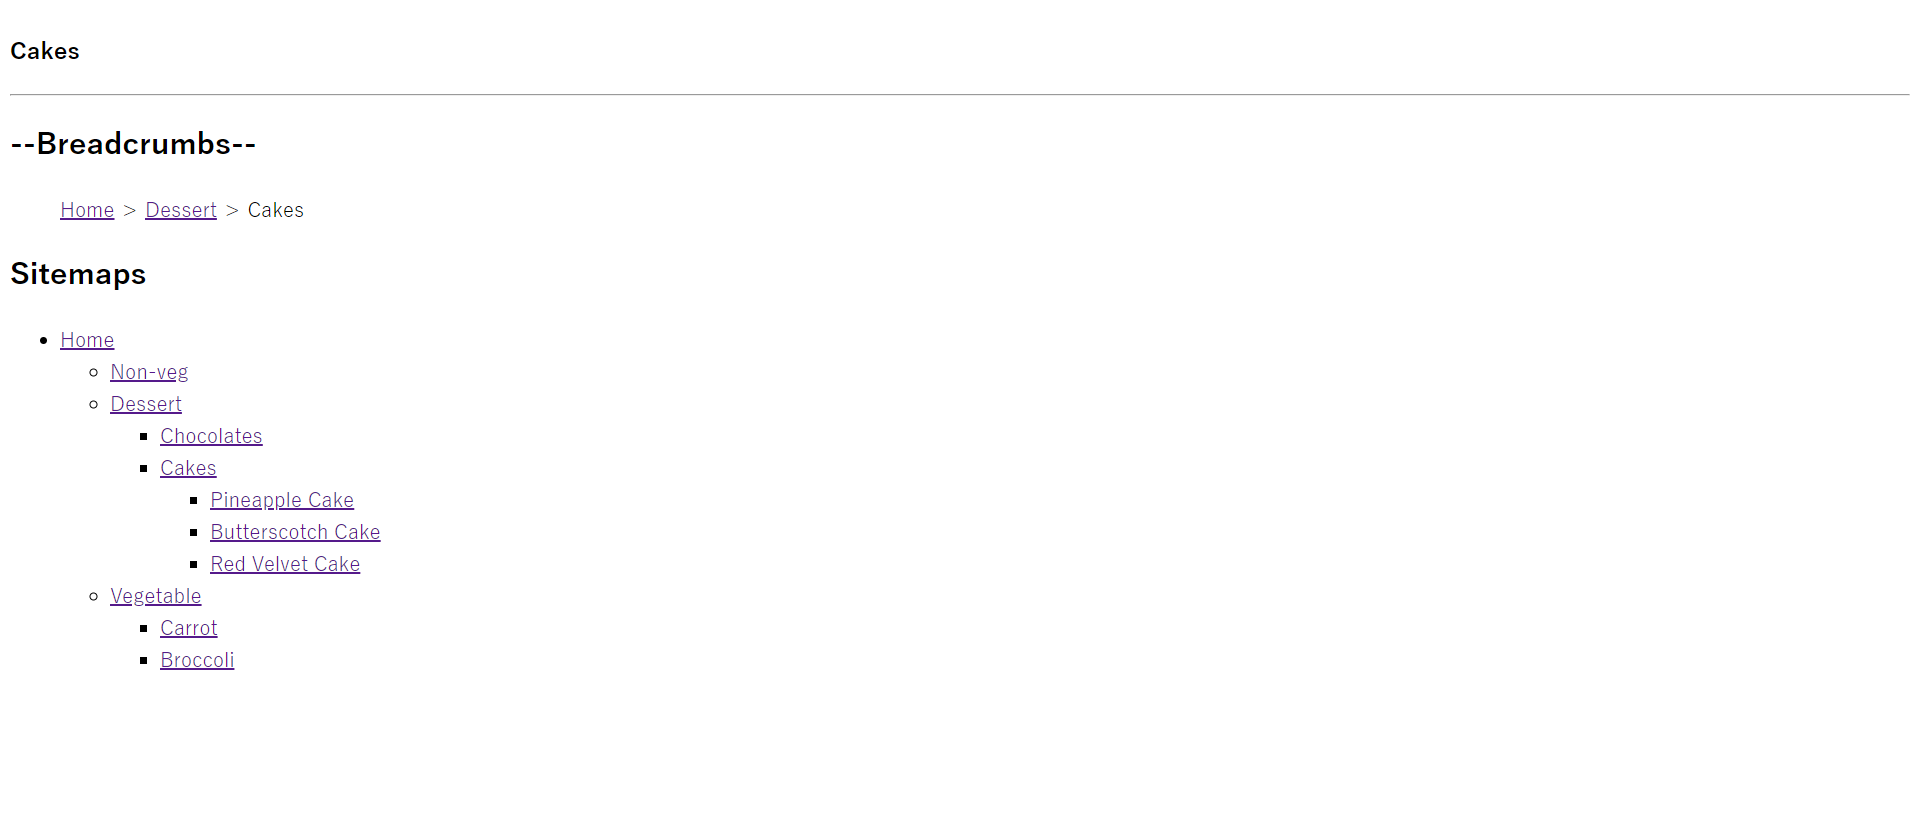 Cakes
--Breadcrumbs--
Home > Dessert > Cakes
Sitemaps
Home
Non-veg
Dessert
Chocolates
Cakes
Pineapple Cake
Butterscotch Cake
Red Velvet Cake
Vegetable
Carrot
Broccoli